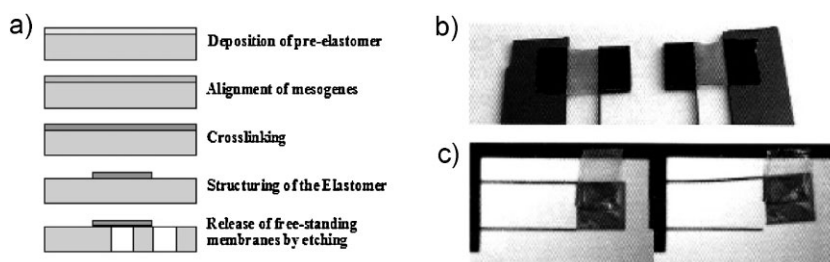 a)
Deposition of pre-elastomer
Alignment of mesogenes
Crosslinking
Structuring of the Elastomer
Release of free-standing
membranes by etching
b)
c)